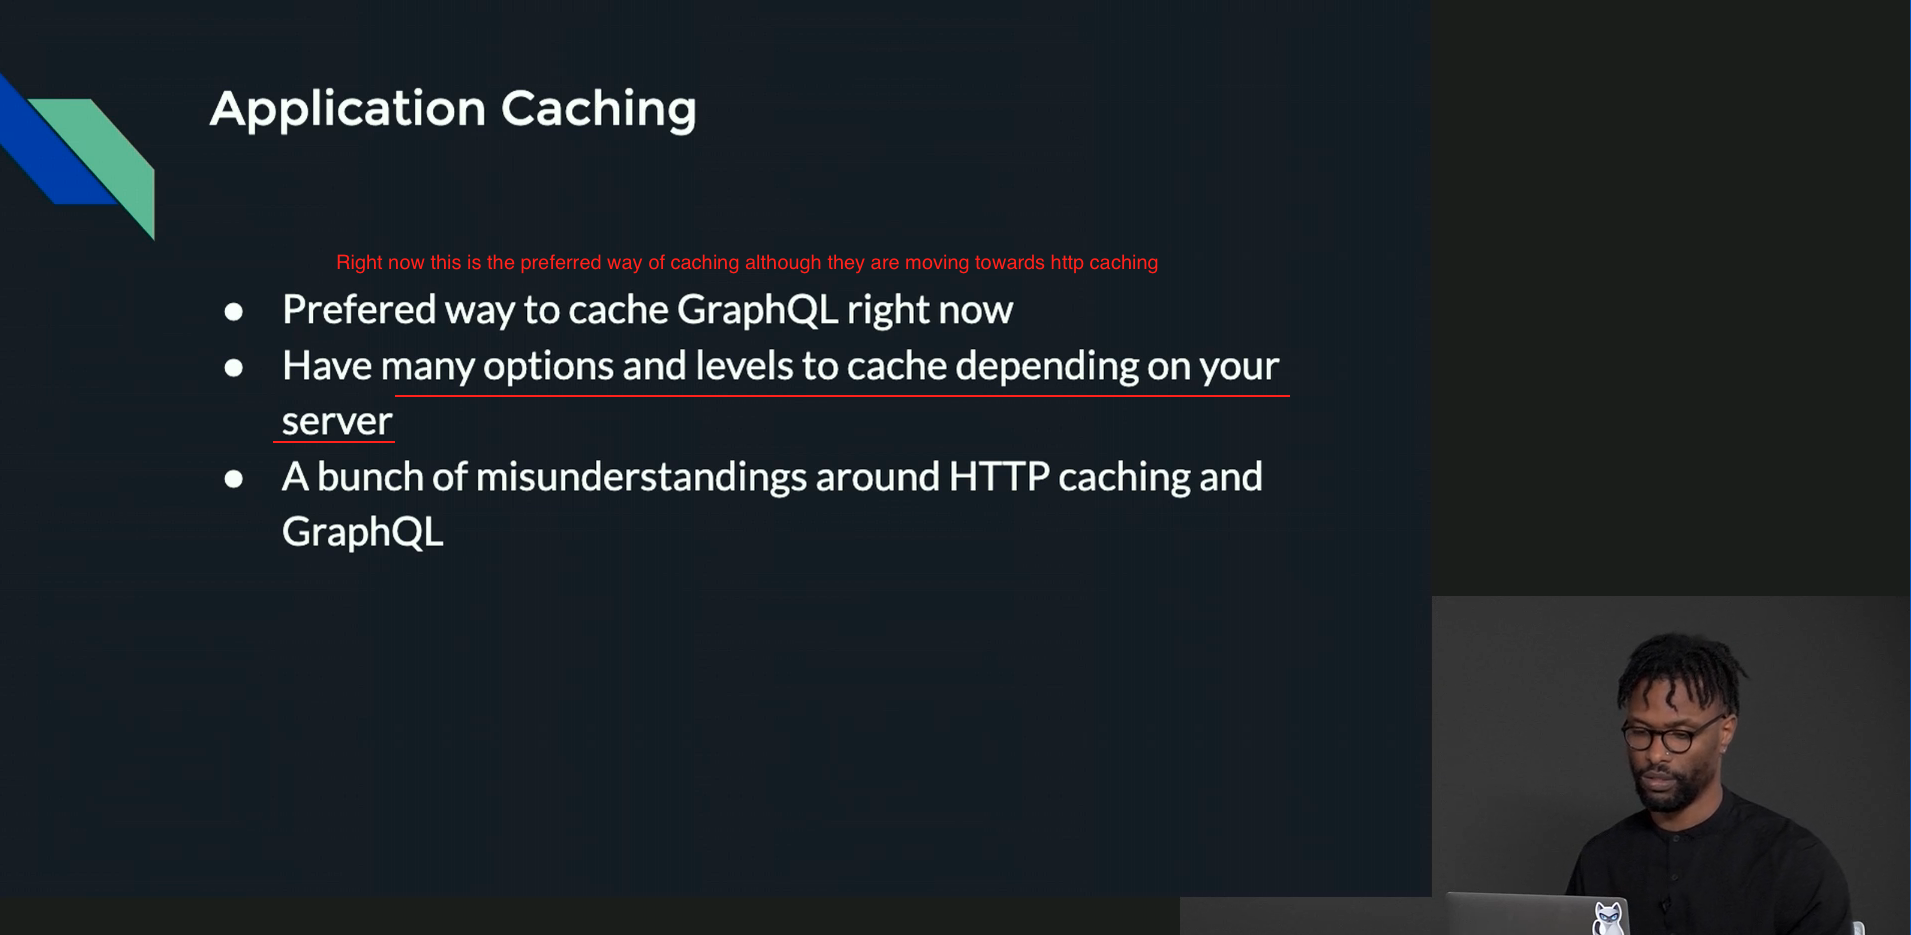 Application Caching
Right now this is the preferred way of caching although they are moving towards http caching
● Prefered way to cache GraphQL right now
● Have many options and levels to cache depending on your
server
● A bunch of misunderstandings around HTTP caching and
GraphQL